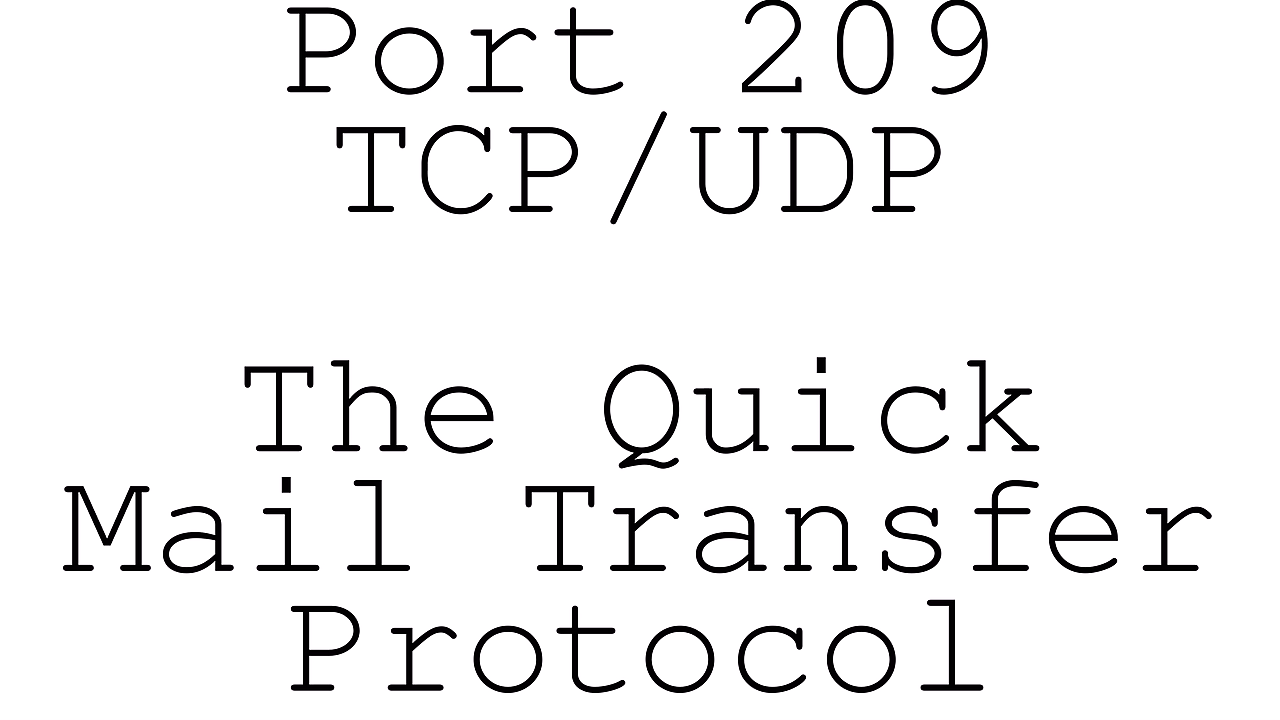 Port 209
TCP/UDP
The Quick
Mail Transfer
Protocol